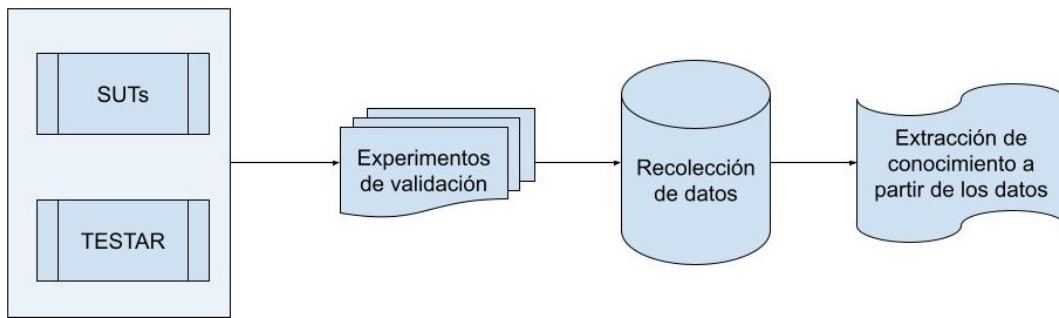 SUTs
TESTAR
Experimentos
de validación
Recolección
de datos
Extracción de
conocimiento a
partir de los datos